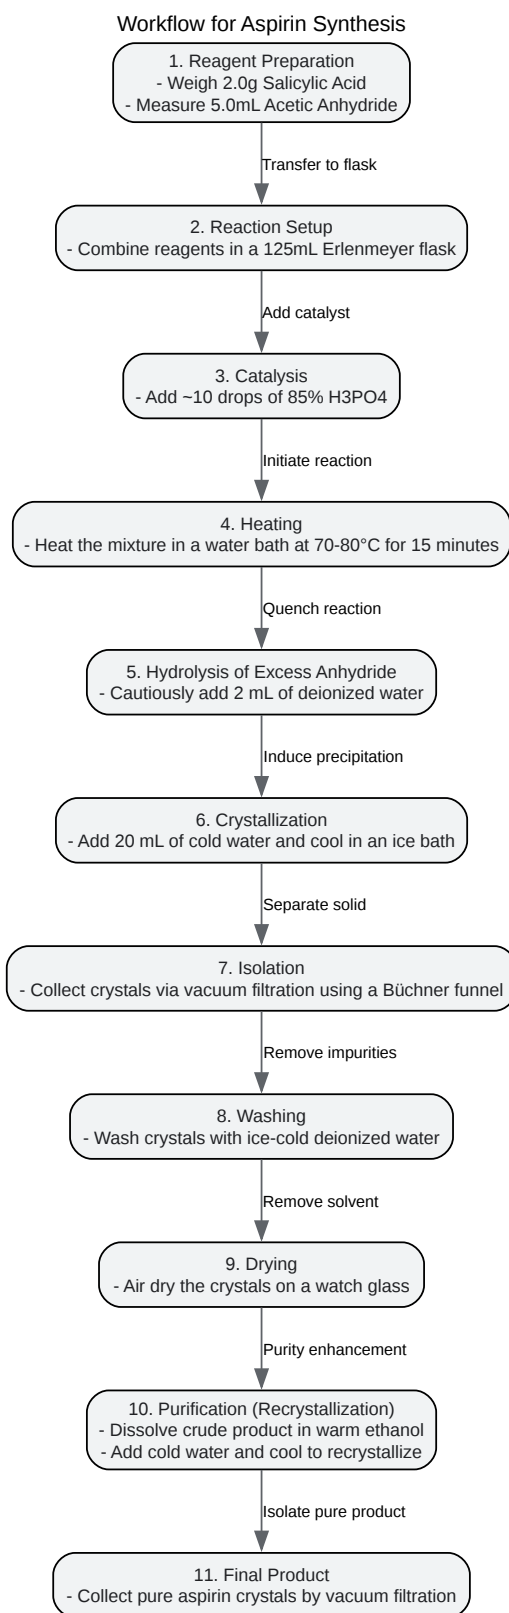 Workflow for Aspirin Synthesis
1. Reagent Preparation
- Weigh 2.0g Salicylic Acid
- Measure 5.0mL Acetic Anhydride
Transfer to flask
2. Reaction Setup
- Combine reagents in a 125mL Erlenmeyer flask
Add catalyst
3. Catalysis
- Add ~10 drops of 85% H3PO4
Initiate reaction
4. Heating
- Heat the mixture in a water bath at 70-80°C for 15 minutes
Quench reaction
5. Hydrolysis of Excess Anhydride
- Cautiously add 2 mL of deionized water
Induce precipitation
6. Crystallization
- Add 20 mL of cold water and cool in an ice bath
Separate solid
7. Isolation
- Collect crystals via vacuum filtration using a Büchner funnel
Remove impurities
8. Washing
- Wash crystals with ice-cold deionized water
Remove solvent
9. Drying
- Air dry the crystals on a watch glass
Purity enhancement
10. Purification (Recrystallization)
- Dissolve crude product in warm ethanol
- Add cold water and cool to recrystallize
Isolate pure product
11. Final Product
- Collect pure aspirin crystals by vacuum filtration